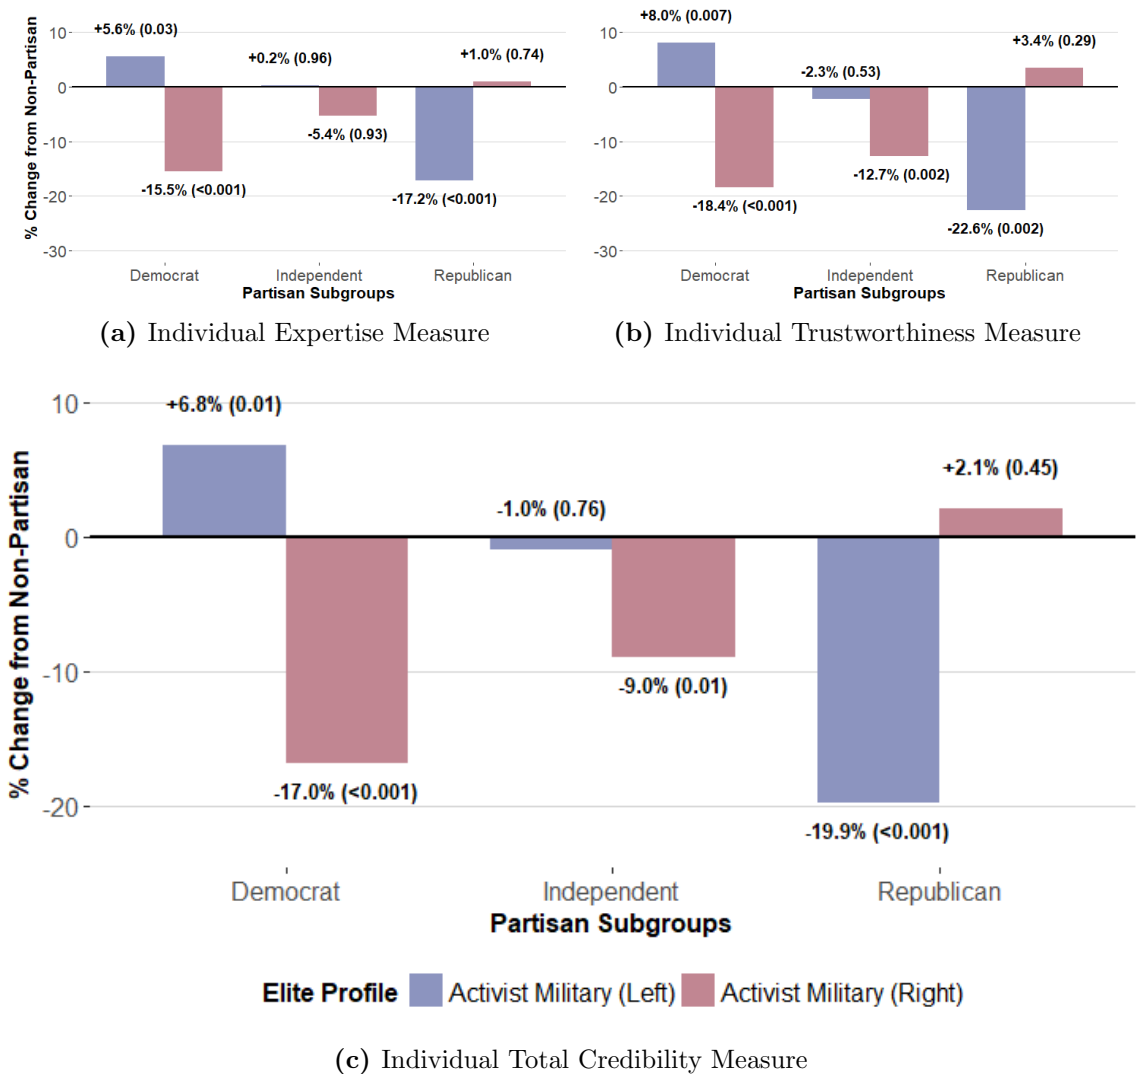 % Change from Non-Partisan
10
0
-10
-20
-30
+5.6% (0.03)
+0.2% (0.96)
+1.0% (0.74)
-5.4% (0.93)
-15.5% (<0.001)
-17.2% (<0.001)
Democrat
Independent
Republican
Partisan Subgroups
(a) Individual Expertise Measure
10
0
-10
-20
-30
+8.0% (0.007)
+3.4% (0.29)
-2.3% (0.53)
-12.7% (0.002)
-18.4% (<0.001)
-22.6% (0.002)
Democrat
Independent
Republican
Partisan Subgroups
(b) Individual Trustworthiness Measure
% Change from Non-Partisan
10
0
-10
-20
+6.8% (0.01)
+2.1% (0.45)
-1.0% (0.76)
-9.0% (0.01)
-17.0% (<0.001)
-19.9% (<0.001)
Democrat
Independent
Republican
Partisan Subgroups
Elite Profile Activist Military (Left) Activist Military (Right)
(c) Individual Total Credibility Measure